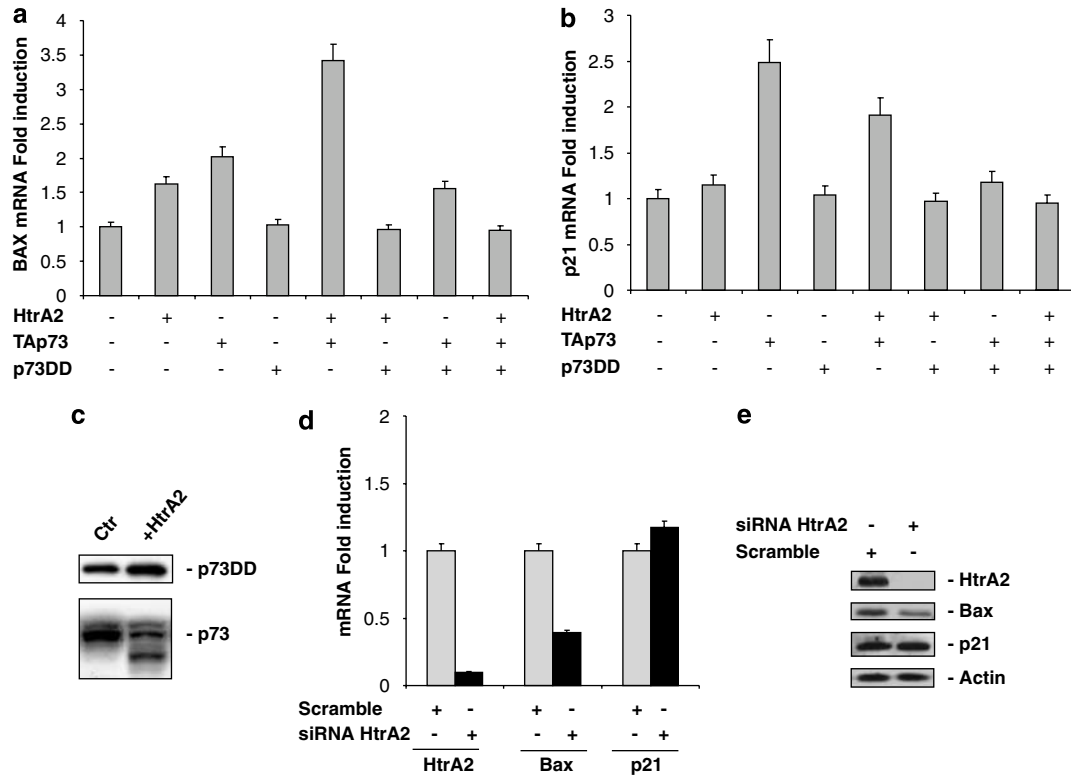 a
BAX mRNA Fold induction
4
3.5
3
2.5
2
1.5
1
0.5
0
HtrA2 - + - - + + - +
TAp73 - - + - + - + +
p73DD - - - + - + + +
b
p21 mRNA Fold induction
3
2.5
2
1.5
1
0.5
0
HtrA2 - + - - + + - +
TAp73 - - + - + - + +
p73DD - - - + - + + +
c
Ctr +HtrA2
- p73DD
- p73
d
mRNA Fold induction
2
1.5
1
0.5
0
Scramble + - + - + -
siRNA HtrA2 - + - + - +
HtrA2 Bax p21
e
siRNA HtrA2 - +
Scramble + -
- HtrA2
- Bax
- p21
- Actin